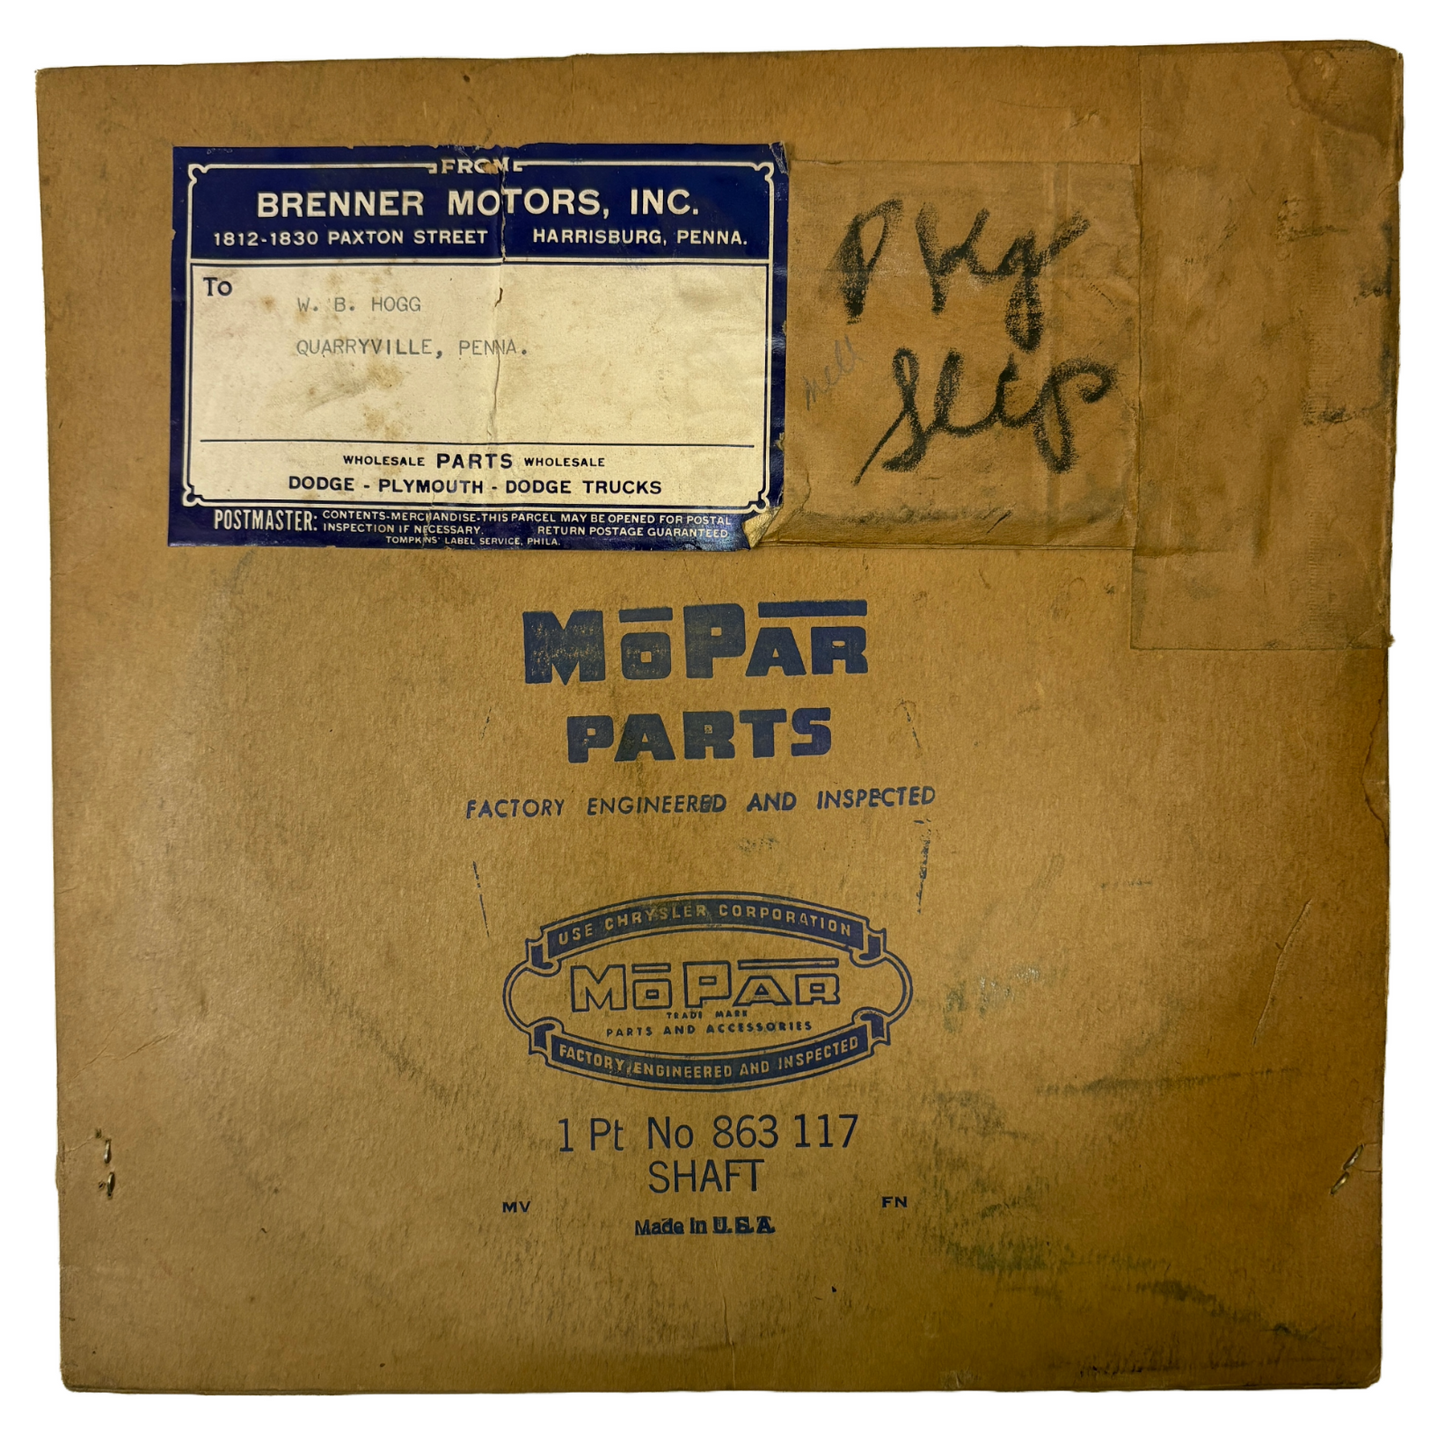 FROM
BRENNER MOTORS, INC.
1812-1830 PAXTON STREET HARRISBURG, PENNA.
To
W. B. HOGG
QUARRYVILLE, PENNA.
WHOLESALE PARTS WHOLESALE
DODGE - PLYMOUTH - DODGE TRUCKS
POSTMASTER: CONTENTS-MERCHANDISE-THIS PARCEL MAY BE OPENED FOR POSTAL
INSPECTION IF NECESSARY. RETURN POSTAGE GUARANTEED.
TOMPKINS' LABEL SERVICE, PHILA.
Pkg
Slip
MōPAR
PARTS
FACTORY ENGINEERED AND INSPECTED
USE CHRYSLER CORPORATION
MōPAR
TRADE MARK
PARTS AND ACCESSORIES
FACTORY ENGINEERED AND INSPECTED
1 Pt No 863 117
SHAFT
MV FN
Made in U.S.A.